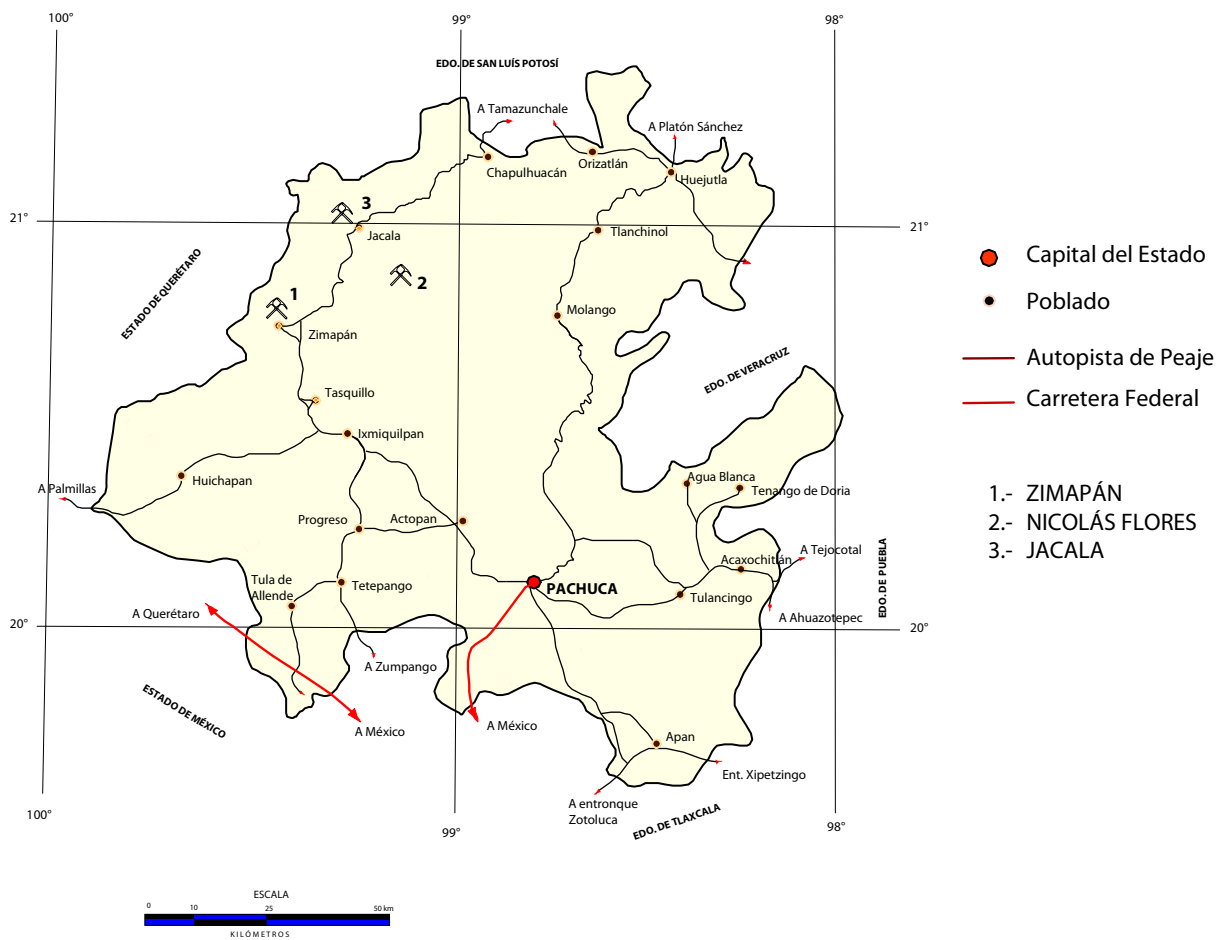 100°
99°
98°
EDO. DE SAN LUÍS POTOSÍ
A Tamazunchale
A Platón Sánchez
Chapulhuacán
Orizatlán
Huejutla
3
21°
21°
Jacala
Tlanchinol
ESTADO DE QUERÉTARO
2
1
Molango
Zimapán
EDO. DE VERACRUZ
Tasquillo
Ixmiquilpan
Huichapan
A Palmillas
Agua Blanca
Tenango de Doria
Progreso
Actopan
A Tejocotal
Acaxochitlán
EDO. DE PUEBLA
Tula de
Allende
Tetepango
PACHUCA
Tulancingo
A Querétaro
A Ahuazotepec
20°
20°
A Zumpango
ESTADO DE MÉXICO
A México
A México
Apan
Ent. Xipetzingo
A entronque
Zotoluca
EDO. DE TLAXCALA
100°
99°
98°
Capital del Estado
Poblado
Autopista de Peaje
Carretera Federal
1.- ZIMAPÁN
2.- NICOLÁS FLORES
3.- JACALA
ESCALA
0 10 25 50 km
KILÓMETROS